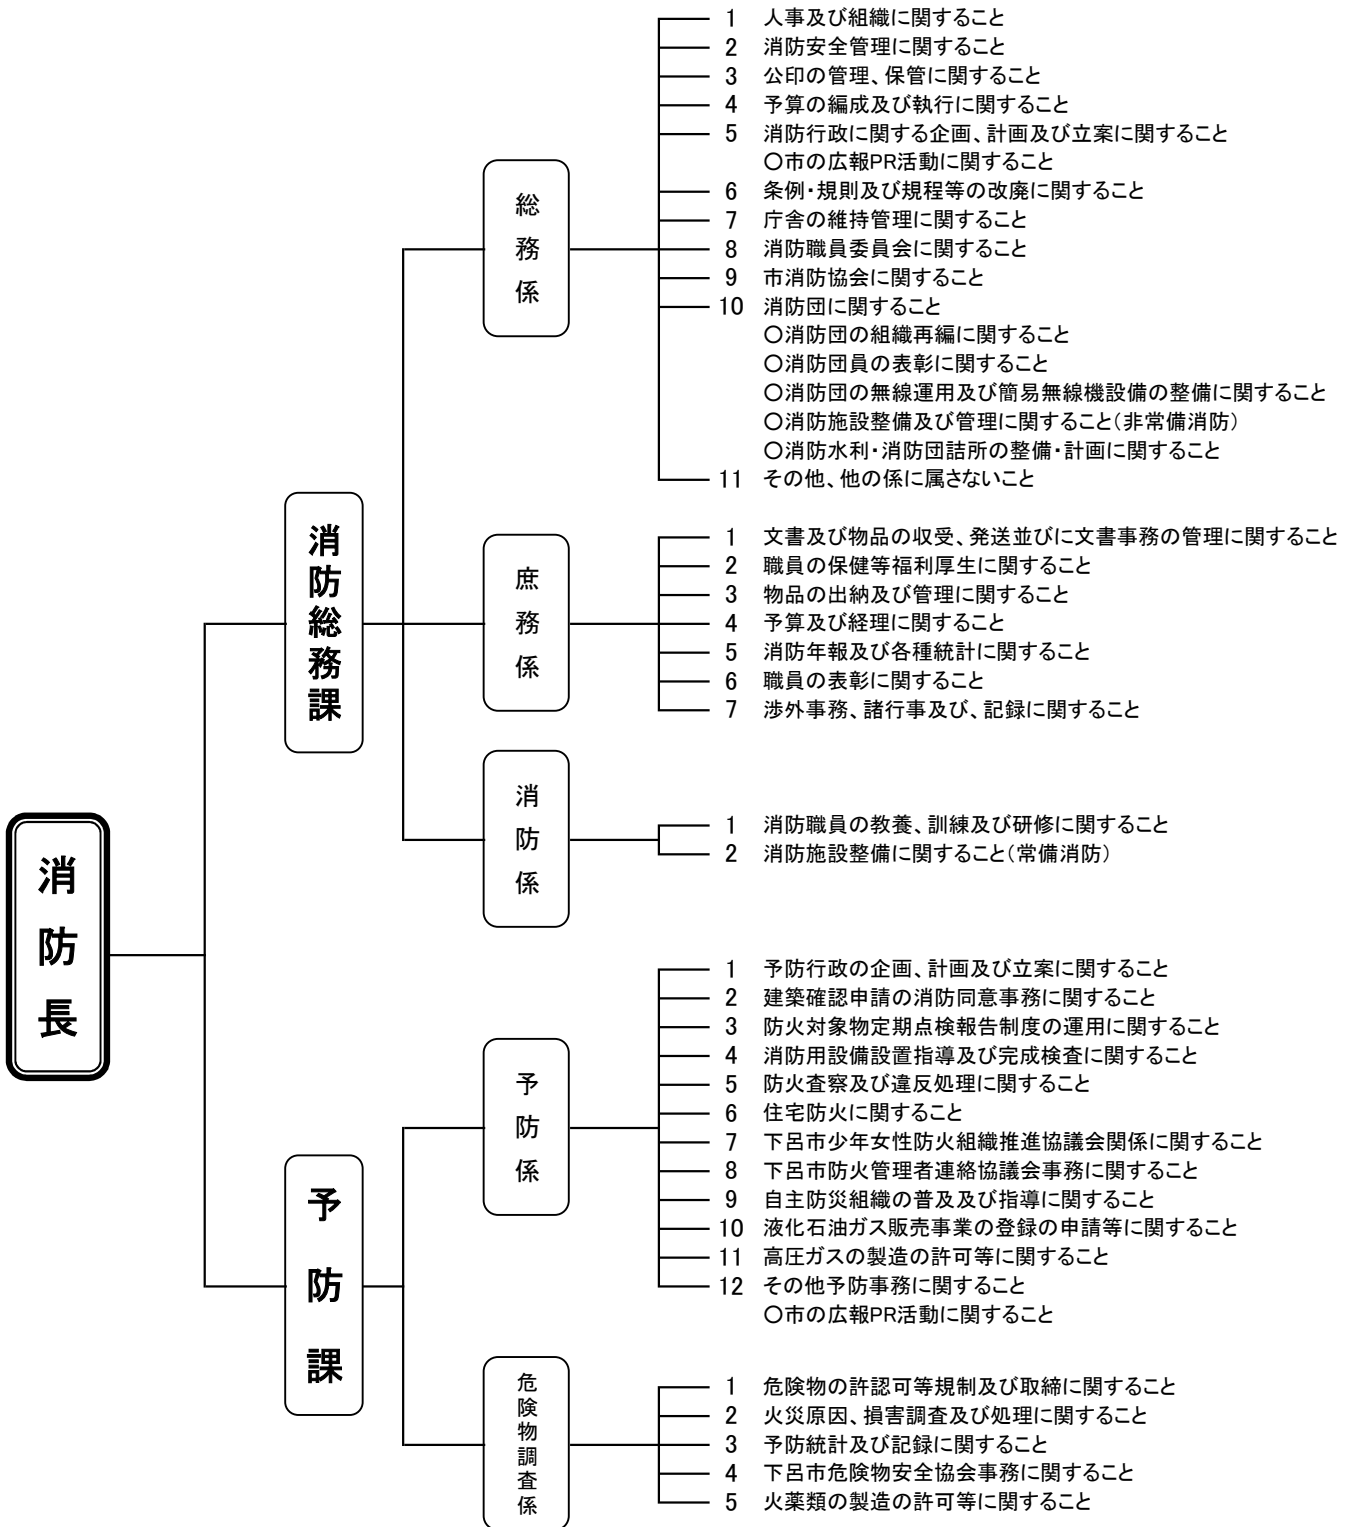 消防長
消防総務課
総務係
1 人事及び組織に関すること
2 消防安全管理に関すること
3 公印の管理、保管に関すること
4 予算の編成及び執行に関すること
5 消防行政に関する企画、計画及び立案に関すること
〇市の広報PR活動に関すること
6 条例・規則及び規程等の改廃に関すること
7 庁舎の維持管理に関すること
8 消防職員委員会に関すること
9 市消防協会に関すること
10 消防団に関すること
〇消防団の組織再編に関すること
〇消防団員の表彰に関すること
〇消防団の無線運用及び簡易無線機設備の整備に関すること
〇消防施設整備及び管理に関すること(非常備消防)
〇消防水利・消防団詰所の整備・計画に関すること
11 その他、他の係に属さないこと
庶務係
1 文書及び物品の収受、発送並びに文書事務の管理に関すること
2 職員の保健等福利厚生に関すること
3 物品の出納及び管理に関すること
4 予算及び経理に関すること
5 消防年報及び各種統計に関すること
6 職員の表彰に関すること
7 渉外事務、諸行事及び、記録に関すること
消防係
1 消防職員の教養、訓練及び研修に関すること
2 消防施設整備に関すること(常備消防)
予防課
予防係
1 予防行政の企画、計画及び立案に関すること
2 建築確認申請の消防同意事務に関すること
3 防火対象物定期点検報告制度の運用に関すること
4 消防用設備設置指導及び完成検査に関すること
5 防火査察及び違反処理に関すること
6 住宅防火に関すること
7 下呂市少年女性防火組織推進協議会関係に関すること
8 下呂市防火管理者連絡協議会事務に関すること
9 自主防災組織の普及及び指導に関すること
10 液化石油ガス販売事業の登録の申請等に関すること
11 高圧ガスの製造の許可等に関すること
12 その他予防事務に関すること
〇市の広報PR活動に関すること
危険物調査係
1 危険物の許認可等規制及び取締に関すること
2 火災原因、損害調査及び処理に関すること
3 予防統計及び記録に関すること
4 下呂市危険物安全協会事務に関すること
5 火薬類の製造の許可等に関すること